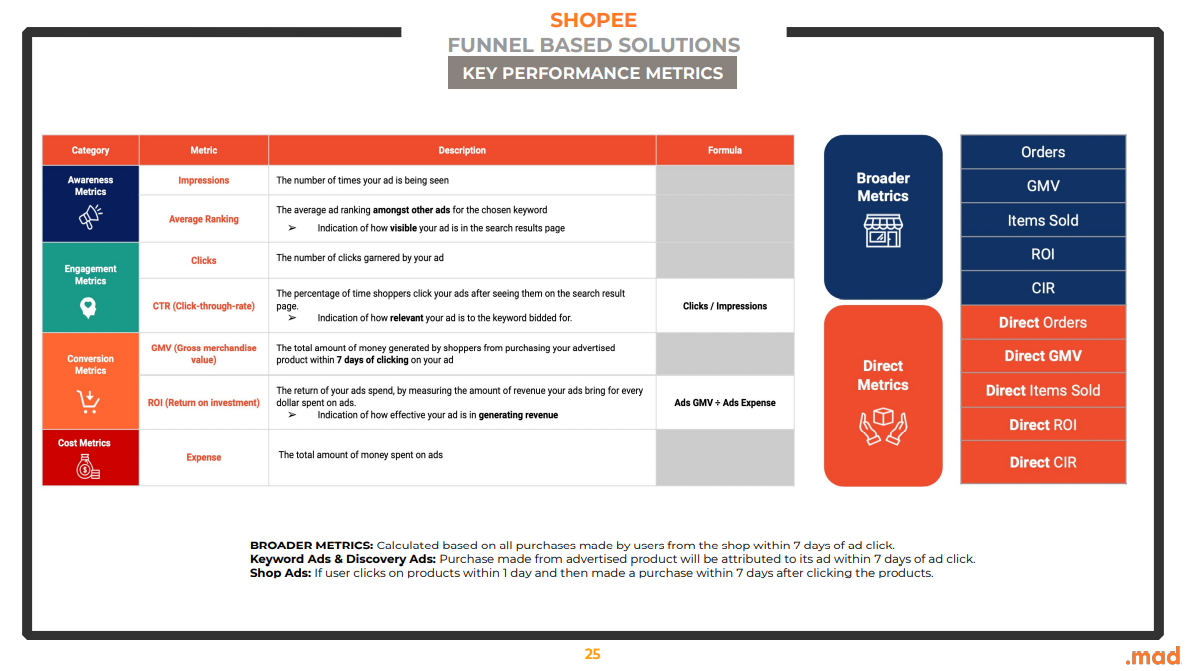 SHOPEE
FUNNEL BASED SOLUTIONS
KEY PERFORMANCE METRICS
Category
Metric
Description
Formula
Awareness
Metrics
Impressions
The number of times your ad is being seen
Average Ranking
The average ad ranking amongst other ads for the chosen keyword
➤ Indication of how visible your ad is in the search results page
Engagement
Metrics
Clicks
The number of clicks garnered by your ad
CTR (Click-through-rate)
The percentage of time shoppers click your ads after seeing them on the search result
page.
➤ Indication of how relevant your ad is to the keyword bidded for.
Clicks / Impressions
Conversion
Metrics
GMV (Gross merchandise
value)
The total amount of money generated by shoppers from purchasing your advertised
product within 7 days of clicking on your ad
ROI (Return on investment)
The return of your ads spend, by measuring the amount of revenue your ads bring for every
dollar spent on ads.
➤ Indication of how effective your ad is in generating revenue
Ads GMV ÷ Ads Expense
Cost Metrics
Expense
The total amount of money spent on ads
Broader
Metrics
Orders
GMV
Items Sold
ROI
CIR
Direct
Metrics
Direct Orders
Direct GMV
Direct Items Sold
Direct ROI
Direct CIR
BROADER METRICS: Calculated based on all purchases made by users from the shop within 7 days of ad click.
Keyword Ads & Discovery Ads: Purchase made from advertised product will be attributed to its ad within 7 days of ad click.
Shop Ads: If user clicks on products within 1 day and then made a purchase within 7 days after clicking the products.
25
.mad